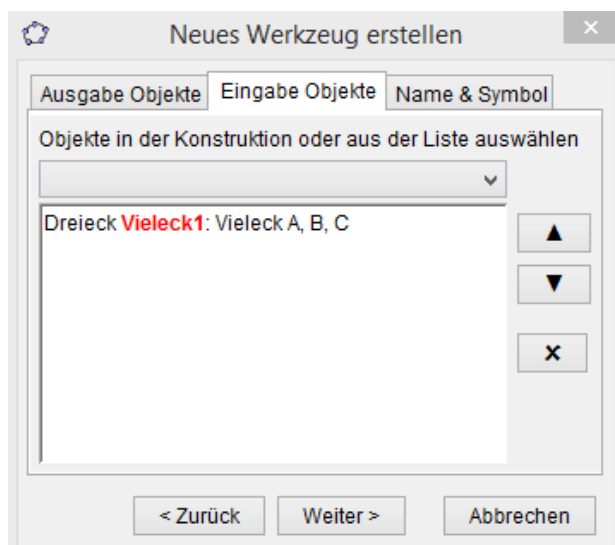 Neues Werkzeug erstellen
Ausgabe Objekte Eingabe Objekte Name & Symbol
Objekte in der Konstruktion oder aus der Liste auswählen
Dreieck Vieleck1: Vieleck A, B, C
< Zurück Weiter > Abbrechen